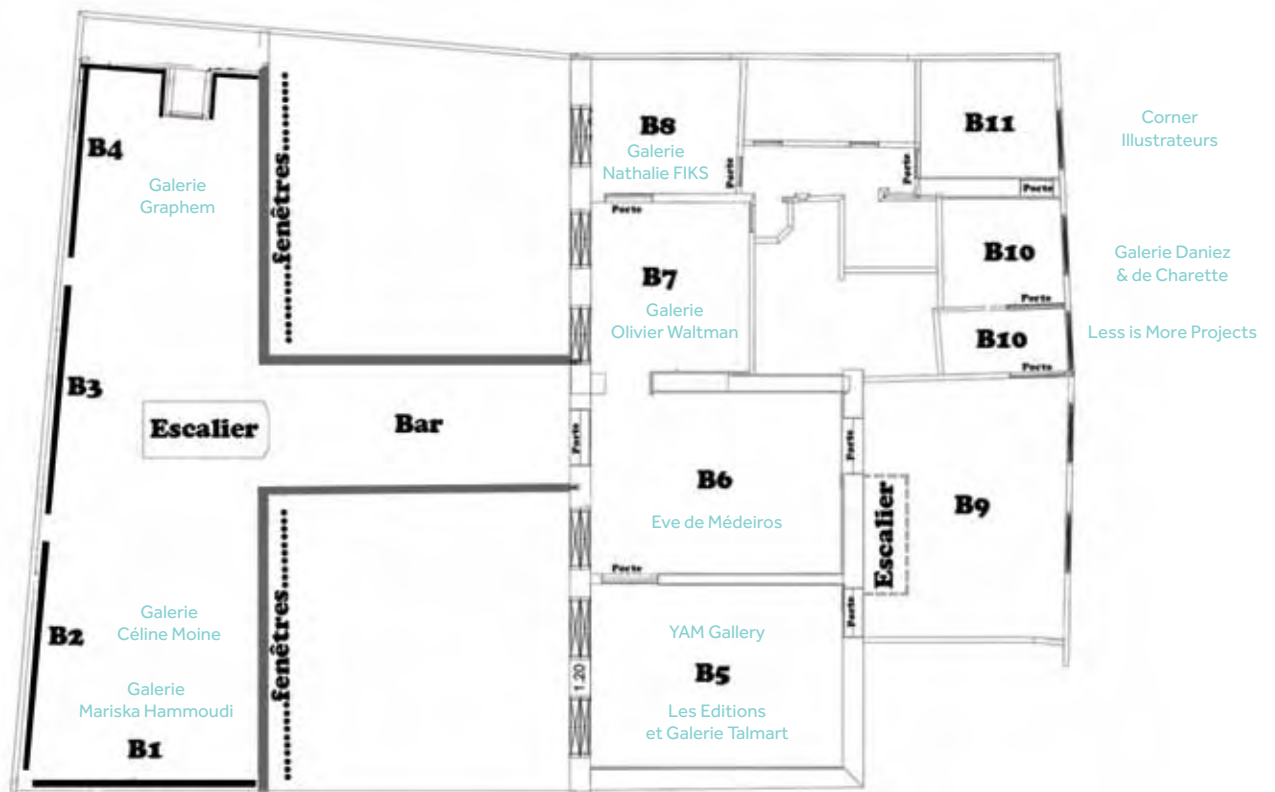 B4
Galerie
Graphem
fenêtres
B3
Escalier
Bar
B2
Galerie
Céline Moine
Galerie
Mariska Hammoudi
B1
fenêtres
B8
Galerie
Nathalie FIKS
Porte
Porte
B7
Galerie
Olivier Waltman
Porte
B6
Eve de Médeiros
Porte
1.20
YAM Gallery
B5
Les Editions
et Galerie Talmart
Porte
Porte
Escalier
B9
Porte
B11
Porte
B10
Porte
B10
Porte
Corner
Illustrateurs
Galerie Daniez
& de Charette
Less is More Projects